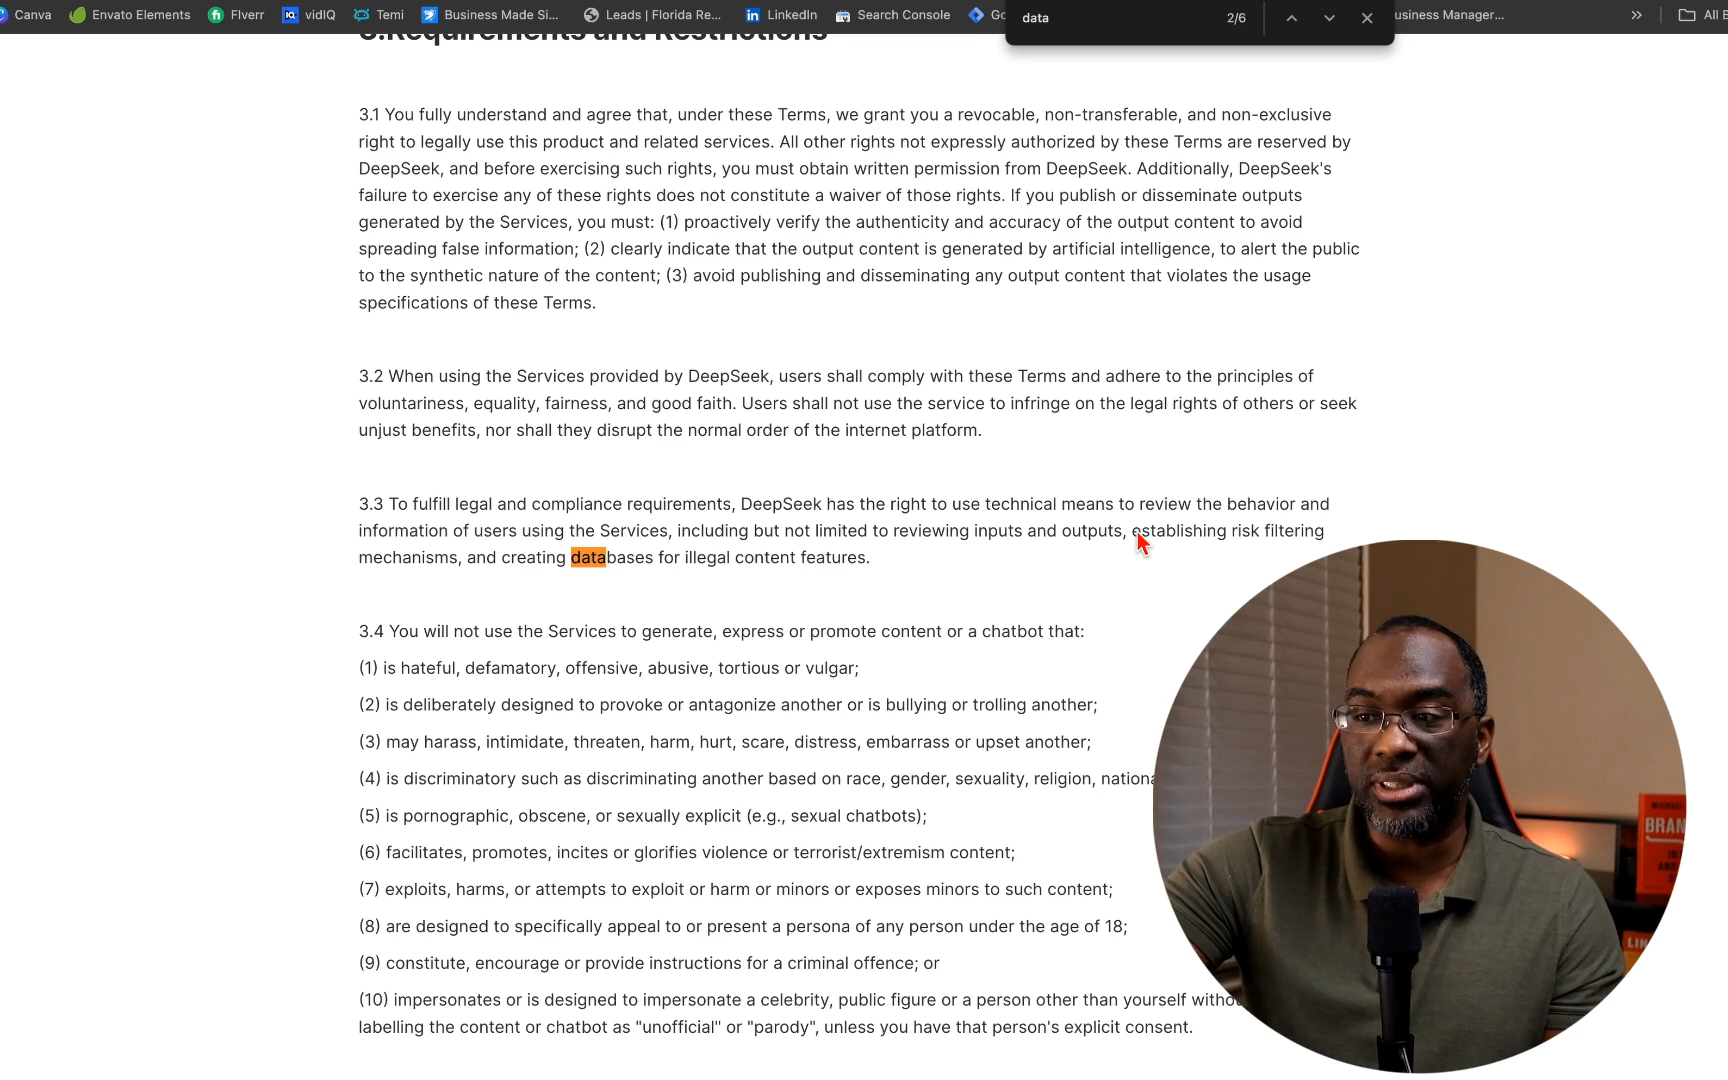 Canva Envato Elements FIverr vidIQ Temi Business Made Si... Leads | Florida Re... LinkedIn Search Console Go usiness Manager... All B
data 2/6
3.Requirements and Restrictions
3.1 You fully understand and agree that, under these Terms, we grant you a revocable, non-transferable, and non-exclusive
right to legally use this product and related services. All other rights not expressly authorized by these Terms are reserved by
DeepSeek, and before exercising such rights, you must obtain written permission from DeepSeek. Additionally, DeepSeek's
failure to exercise any of these rights does not constitute a waiver of those rights. If you publish or disseminate outputs
generated by the Services, you must: (1) proactively verify the authenticity and accuracy of the output content to avoid
spreading false information; (2) clearly indicate that the output content is generated by artificial intelligence, to alert the public
to the synthetic nature of the content; (3) avoid publishing and disseminating any output content that violates the usage
specifications of these Terms.
3.2 When using the Services provided by DeepSeek, users shall comply with these Terms and adhere to the principles of
voluntariness, equality, fairness, and good faith. Users shall not use the service to infringe on the legal rights of others or seek
unjust benefits, nor shall they disrupt the normal order of the internet platform.
3.3 To fulfill legal and compliance requirements, DeepSeek has the right to use technical means to review the behavior and
information of users using the Services, including but not limited to reviewing inputs and outputs, establishing risk filtering
mechanisms, and creating databases for illegal content features.
3.4 You will not use the Services to generate, express or promote content or a chatbot that:
(1) is hateful, defamatory, offensive, abusive, tortious or vulgar;
(2) is deliberately designed to provoke or antagonize another or is bullying or trolling another;
(3) may harass, intimidate, threaten, harm, hurt, scare, distress, embarrass or upset another;
(4) is discriminatory such as discriminating another based on race, gender, sexuality, religion, nationa
(5) is pornographic, obscene, or sexually explicit (e.g., sexual chatbots);
(6) facilitates, promotes, incites or glorifies violence or terrorist/extremism content;
(7) exploits, harms, or attempts to exploit or harm or minors or exposes minors to such content;
(8) are designed to specifically appeal to or present a persona of any person under the age of 18;
(9) constitute, encourage or provide instructions for a criminal offence; or
(10) impersonates or is designed to impersonate a celebrity, public figure or a person other than yourself witho
labelling the content or chatbot as "unofficial" or "parody", unless you have that person's explicit consent.
MICHAEL
BRAN